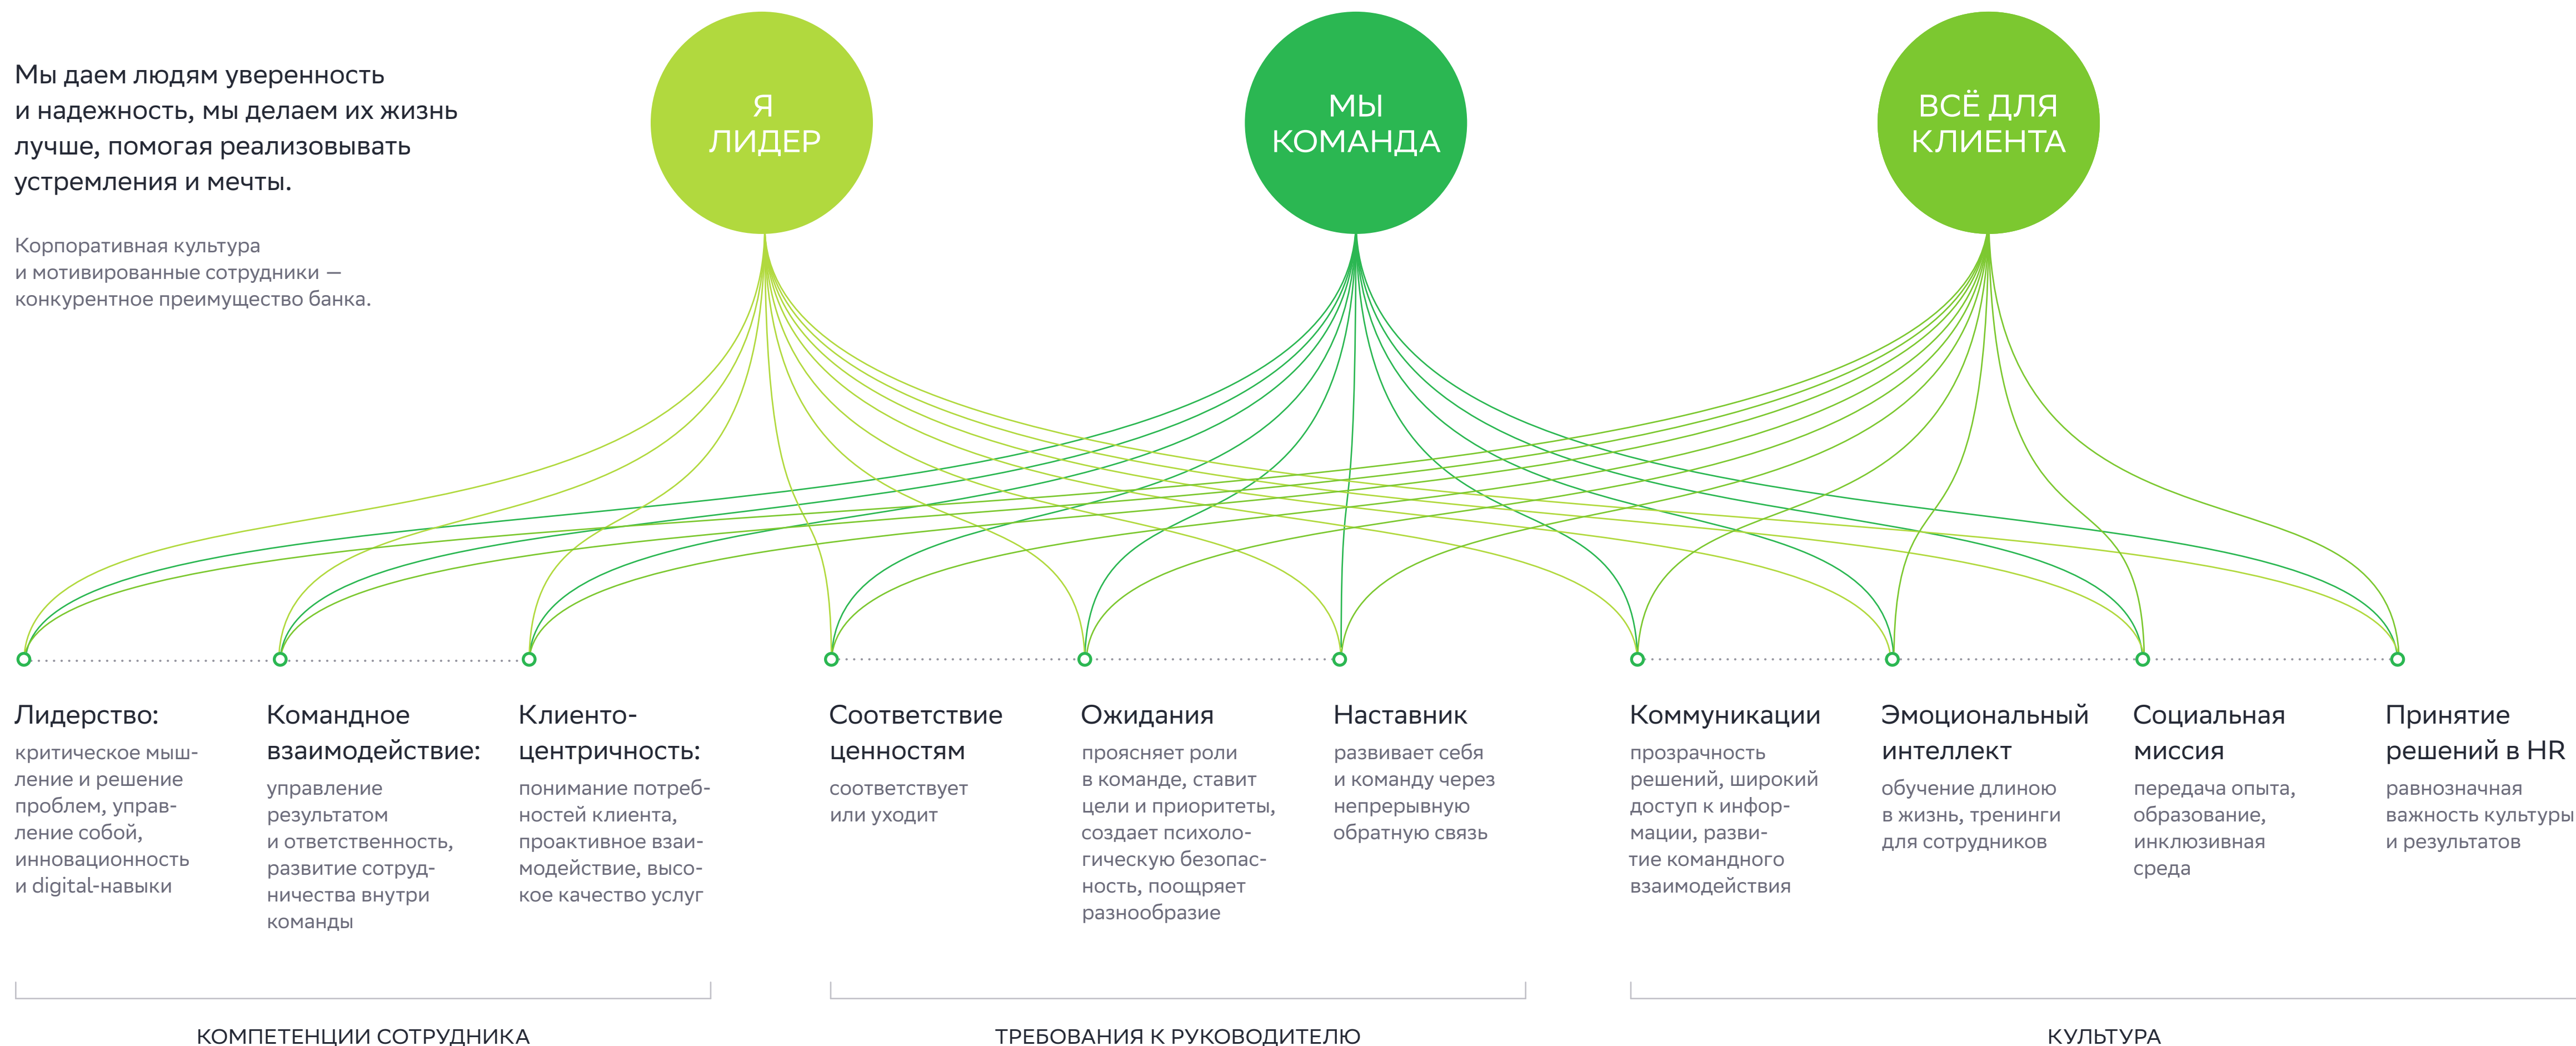 Мы даем людям уверенность
и надежность, мы делаем их жизнь
лучше, помогая реализовывать
устремления и мечты.
Корпоративная культура
и мотивированные сотрудники —
конкурентное преимущество банка.
Я
ЛИДЕР
МЫ
КОМАНДА
ВСЁ ДЛЯ
КЛИЕНТА
Лидерство:
критическое мыш-
ление и решение
проблем, управ-
ление собой,
инновационность
и digital-навыки
Командное
взаимодействие:
управление
результатом
и ответственность,
развитие сотруд-
ничества внутри
команды
Клиенто-
центричность:
понимание потреб-
ностей клиента,
проактивное взаи-
модействие, высо-
кое качество услуг
Соответствие
ценностям
соответствует
или уходит
Ожидания
проясняет роли
в команде, ставит
цели и приоритеты,
создает психоло-
гическую безопас-
ность, поощряет
разнообразие
Наставник
развивает себя
и команду через
непрерывную
обратную связь
Коммуникации
прозрачность
решений, широкий
доступ к инфор-
мации, разви-
тие командного
взаимодействия
Эмоциональный
интеллект
обучение длиною
в жизнь, тренинги
для сотрудников
Социальная
миссия
передача опыта,
образование,
инклюзивная
среда
Принятие
решений в HR
равнозначная
важность культуры
и результатов
КОМПЕТЕНЦИИ СОТРУДНИКА
ТРЕБОВАНИЯ К РУКОВОДИТЕЛЮ
КУЛЬТУРА